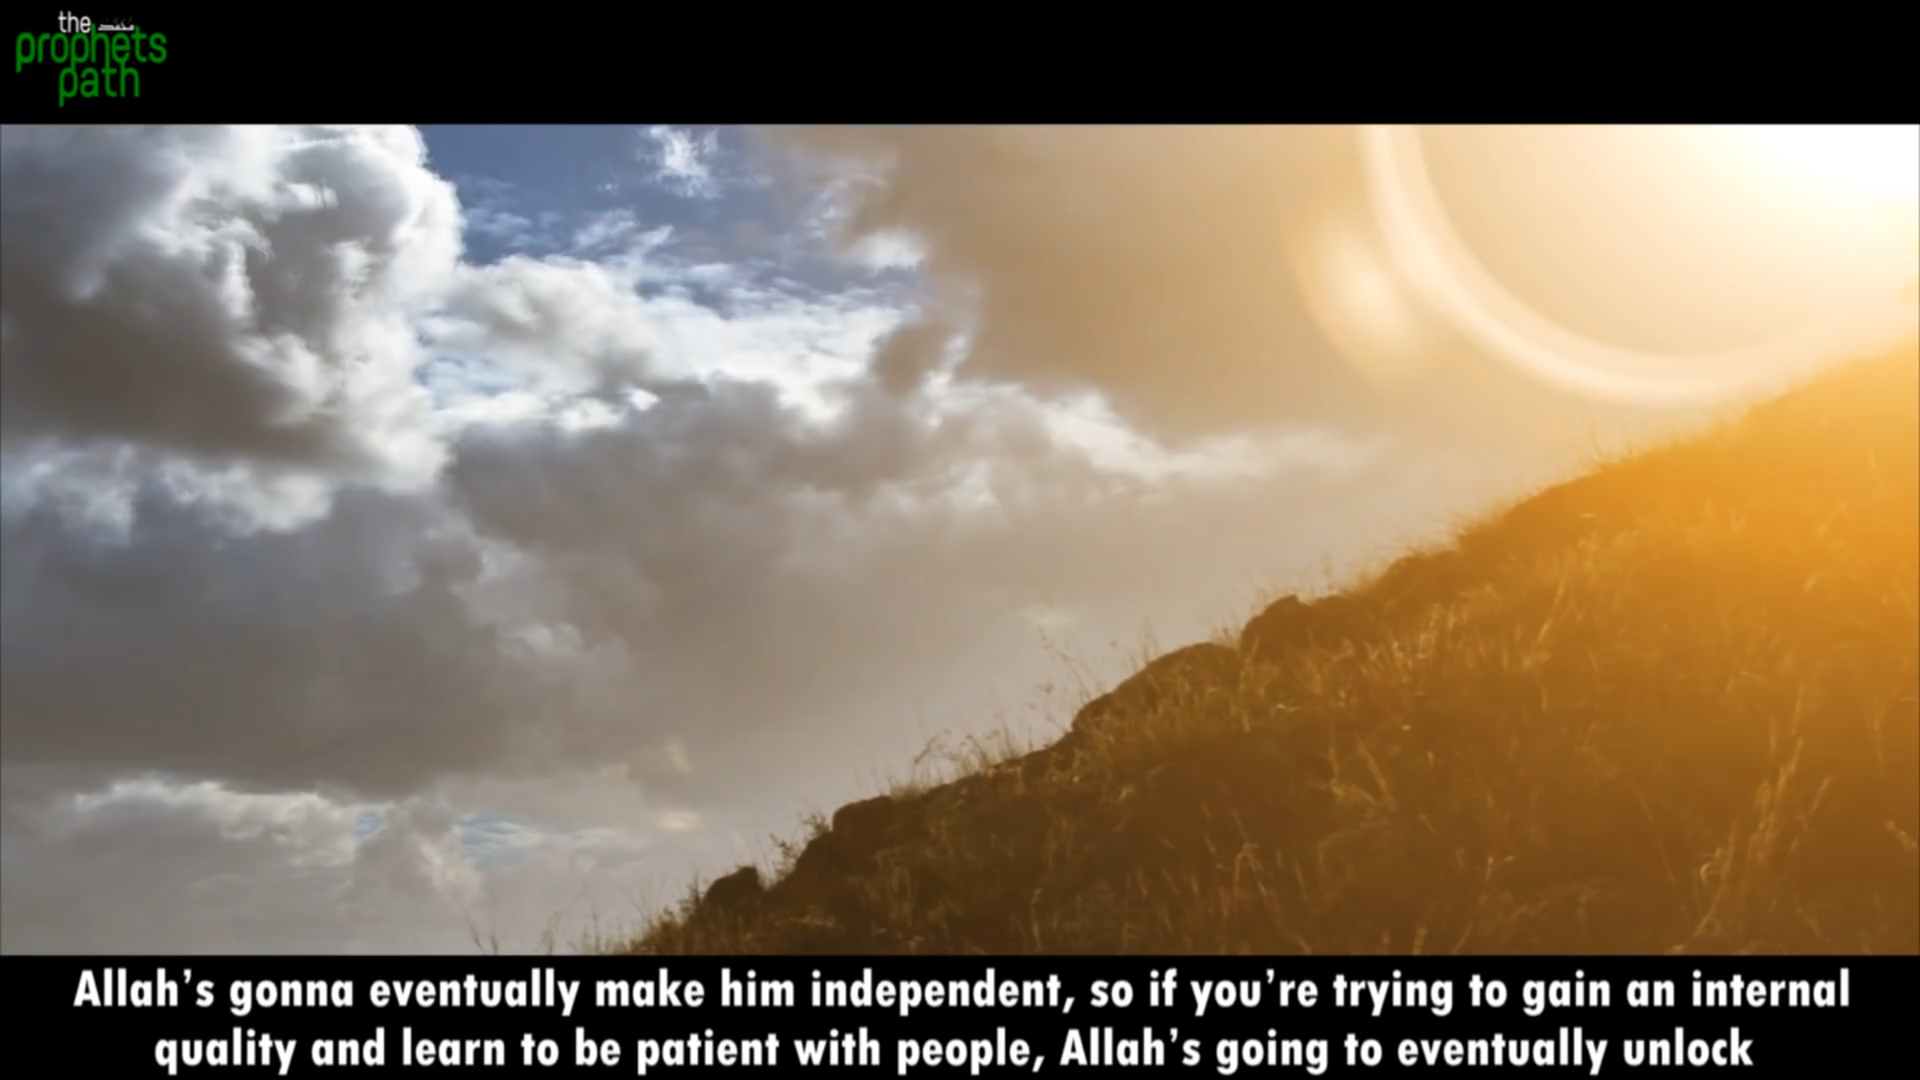 the
prophets
path
Allah's gonna eventually make him independent, so if you're trying to gain an internal
quality and learn to be patient with people, Allah's going to eventually unlock